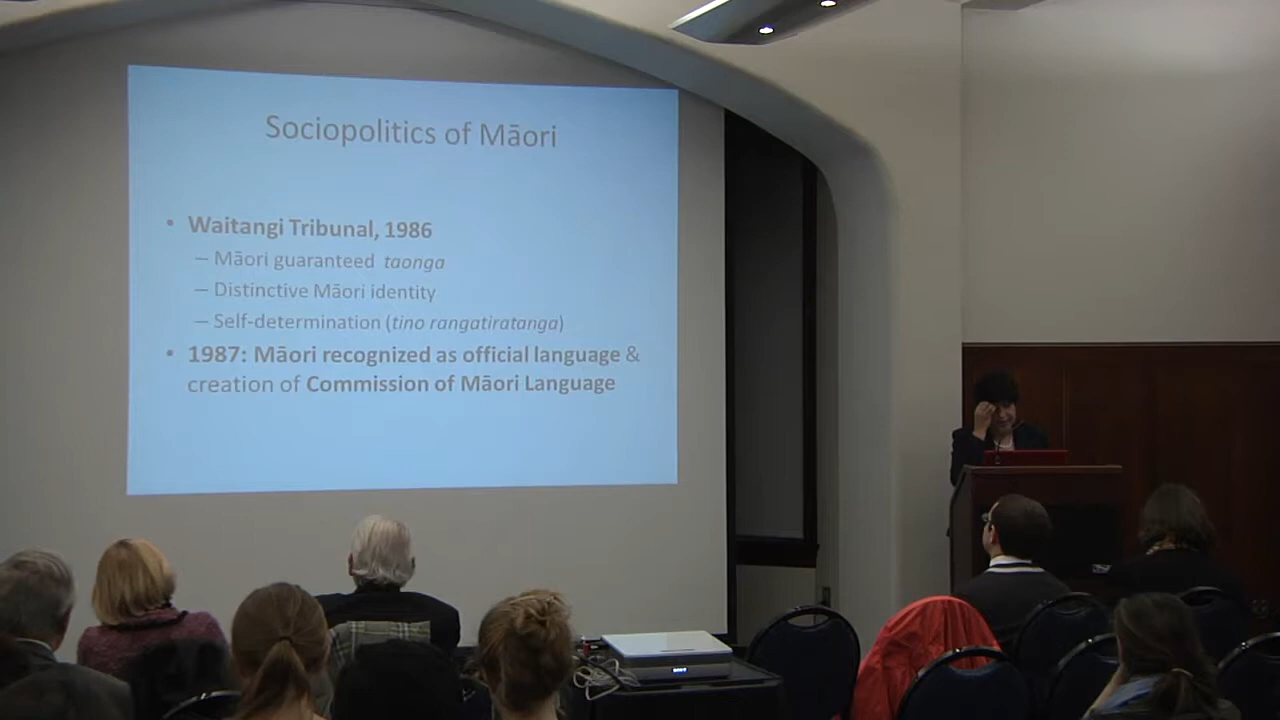 Sociopolitics of Māori
• Waitangi Tribunal, 1986
– Māori guaranteed taonga
– Distinctive Māori identity
– Self-determination (tino rangatiratanga)
• 1987: Māori recognized as official language &
creation of Commission of Māori Language